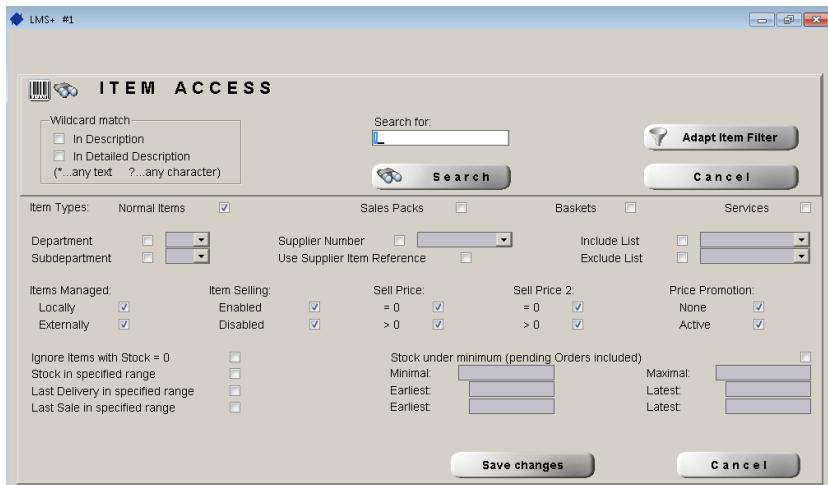 LMS+ #1
ITEM ACCESS
Wildcard match
In Description
In Detailed Description
(*...any text ?...any character)
Search for:
Search
Adapt Item Filter
Cancel
Item Types: Normal Items Sales Packs Baskets Services
Department Supplier Number Include List
Subdepartment Use Supplier Item Reference Exclude List
Items Managed: Item Selling: Sell Price: Sell Price 2: Price Promotion:
Locally Enabled = 0 = 0 None
Externally Disabled > 0 > 0 Active
Ignore Items with Stock = 0 Stock under minimum (pending Orders included)
Stock in specified range Minimal: Maximal:
Last Delivery in specified range Earliest: Latest:
Last Sale in specified range Earliest: Latest:
Save changes Cancel